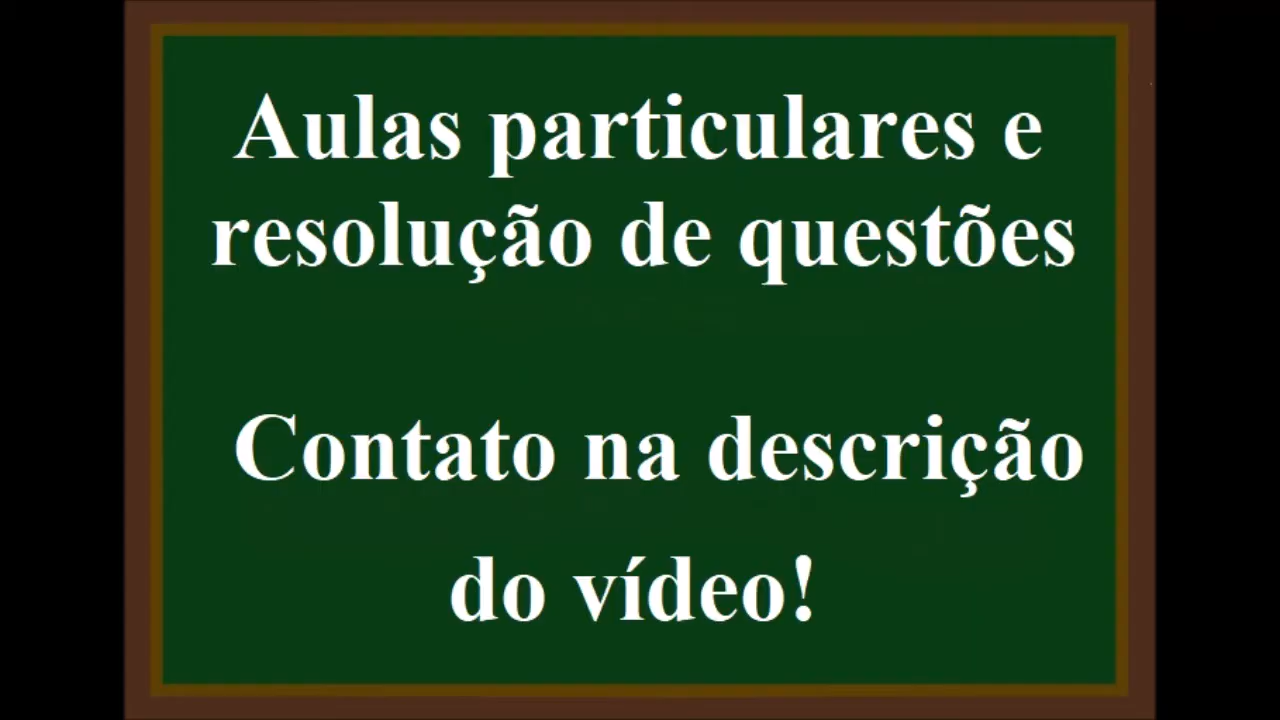 Aulas particulares e
resolução de questões
Contato na descrição
do vídeo!